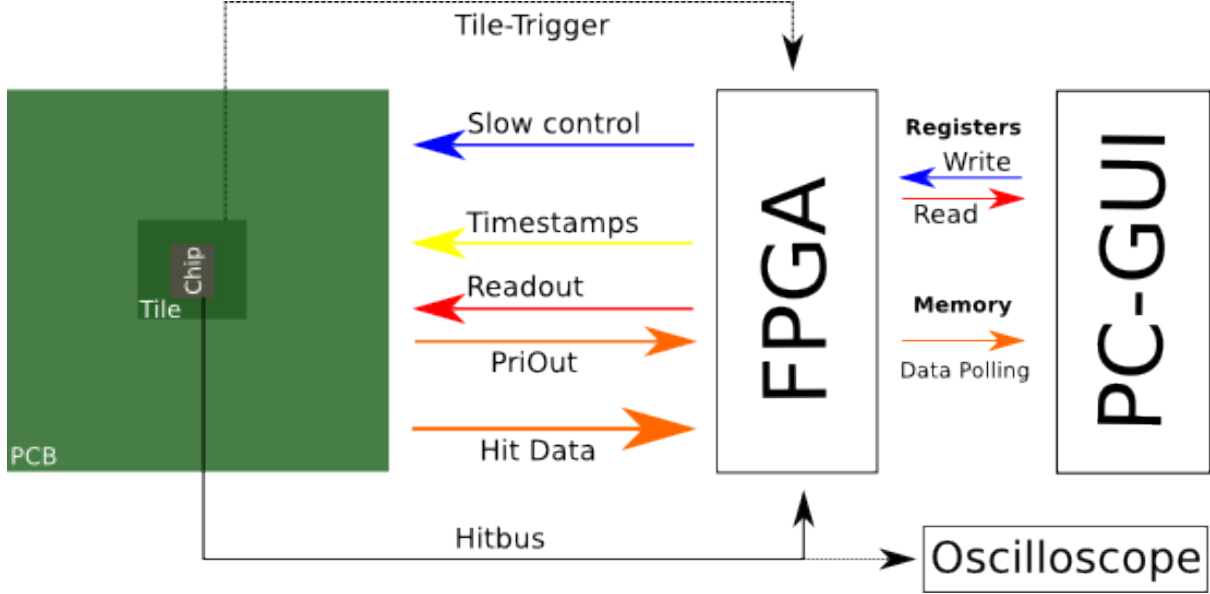 Tile-Trigger
Slow control
Timestamps
Readout
PriOut
Hit Data
Hitbus
Chip
Tile
PCB
FPGA
Registers
Write
Read
Memory
Data Polling
PC-GUI
Oscilloscope